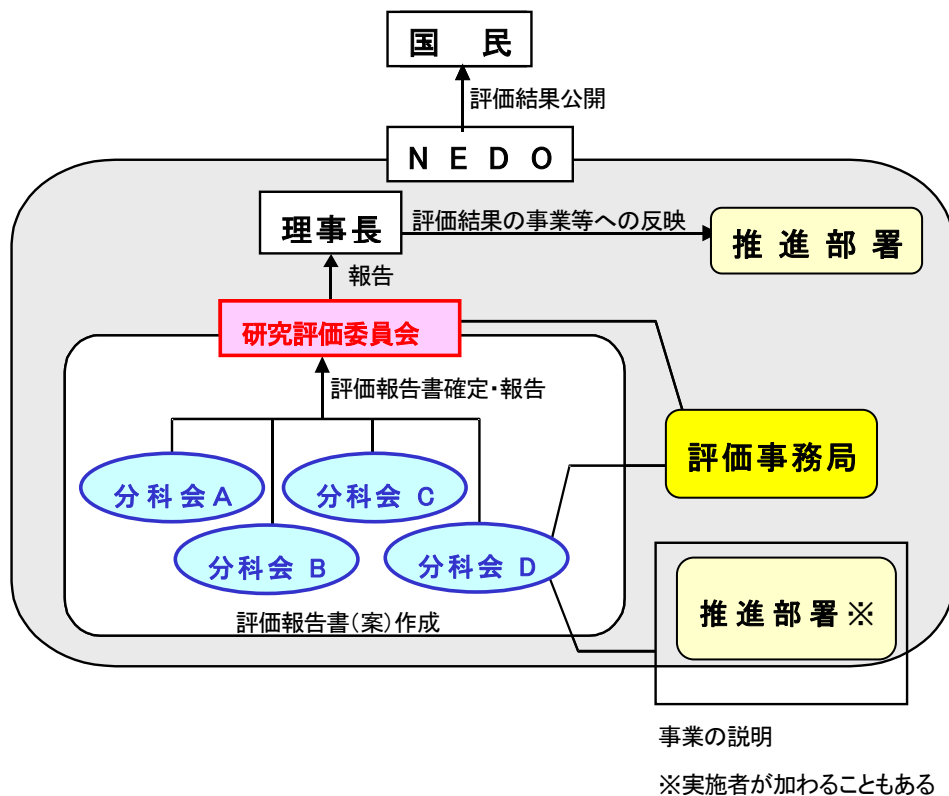 国　民
評価結果公開
Ｎ Ｅ Ｄ Ｏ
理事長
評価結果の事業等への反映
推進部署
報告
研究評価委員会
評価報告書確定・報告
評価事務局
分科会A
分科会 C
分科会 B
分科会 D
推進部署※
評価報告書(案)作成
事業の説明
※実施者が加わることもある